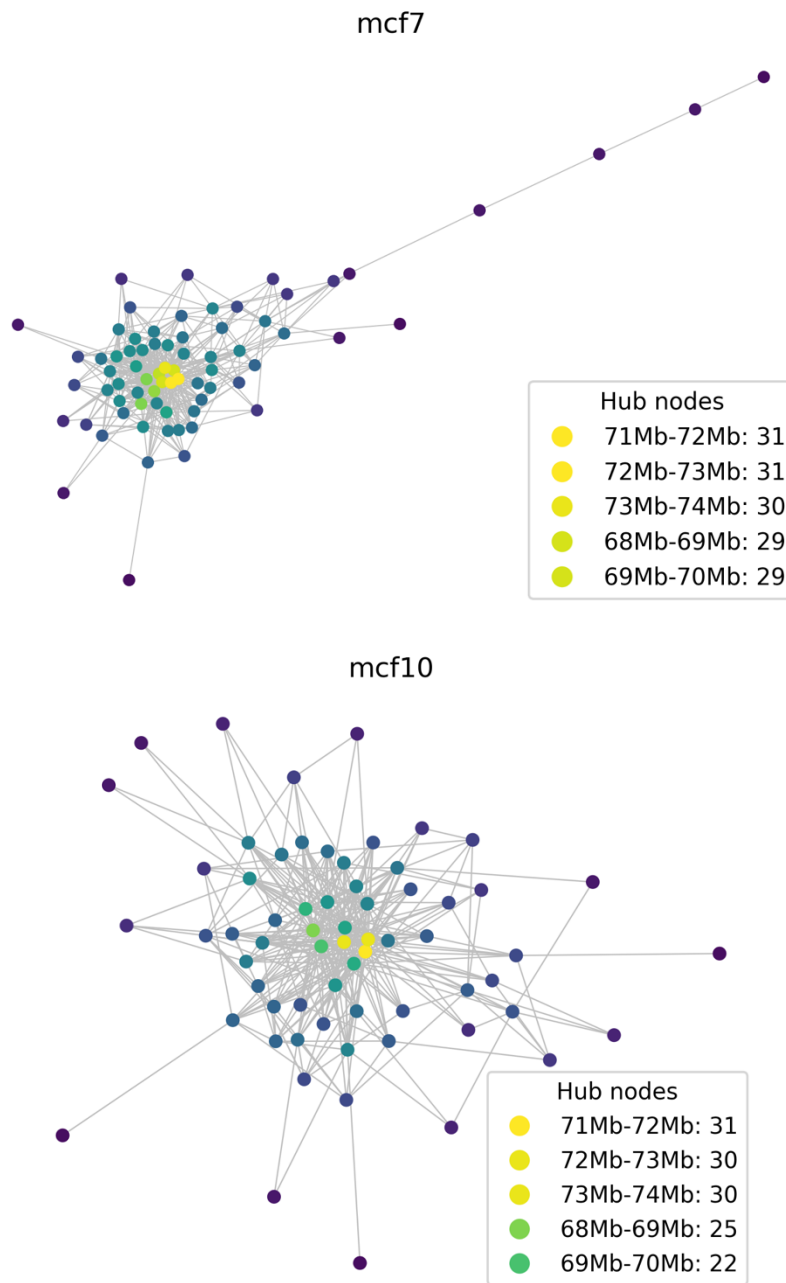 mcf7
Hub nodes
71Mb-72Mb: 31
72Mb-73Mb: 31
73Mb-74Mb: 30
68Mb-69Mb: 29
69Mb-70Mb: 29
mcf10
Hub nodes
71Mb-72Mb: 31
72Mb-73Mb: 30
73Mb-74Mb: 30
68Mb-69Mb: 25
69Mb-70Mb: 22